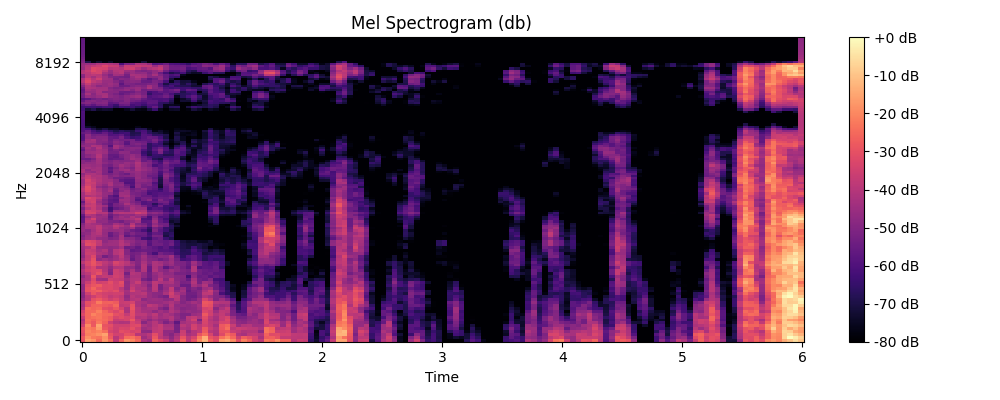 Mel Spectrogram (db)
Hz
8192
4096
2048
1024
512
0
0 1 2 3 4 5 6
Time
+0 dB
-10 dB
-20 dB
-30 dB
-40 dB
-50 dB
-60 dB
-70 dB
-80 dB